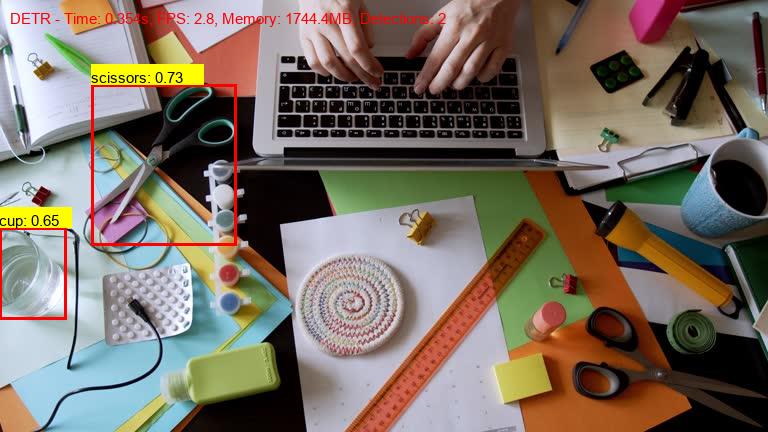 DETR - Time: 0.354s, FPS: 2.8, Memory: 1744.4MB, Detections: 2
scissors: 0.73
cup: 0.65